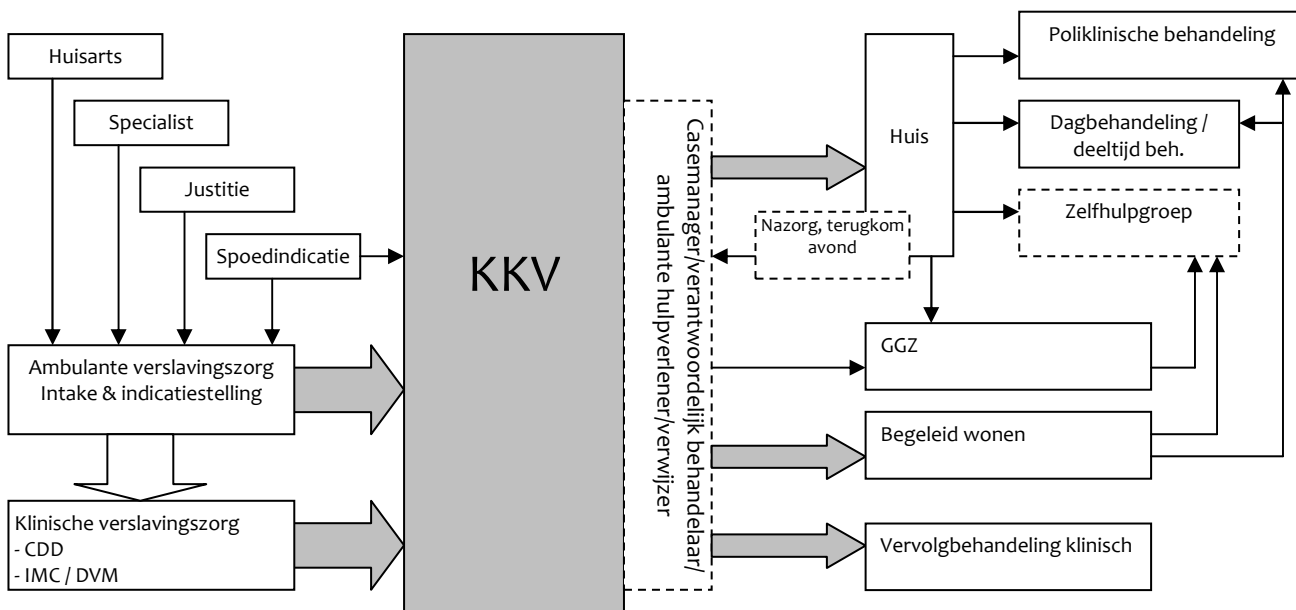 Huisarts
Specialist
Justitie
Spoedindicatie
Ambulante verslavingszorg
Intake & indicatiestelling
Klinische verslavingszorg
- CDD
- IMC / DVM
KKV
Casemanager/verantwoordelijk behandelaar/
ambulante hulpverlener/verwijzer
Huis
Nazorg, terugkom
avond
Poliklinische behandeling
Dagbehandeling /
deeltijd beh.
Zelfhulpgroep
GGZ
Begeleid wonen
Vervolgbehandeling klinisch